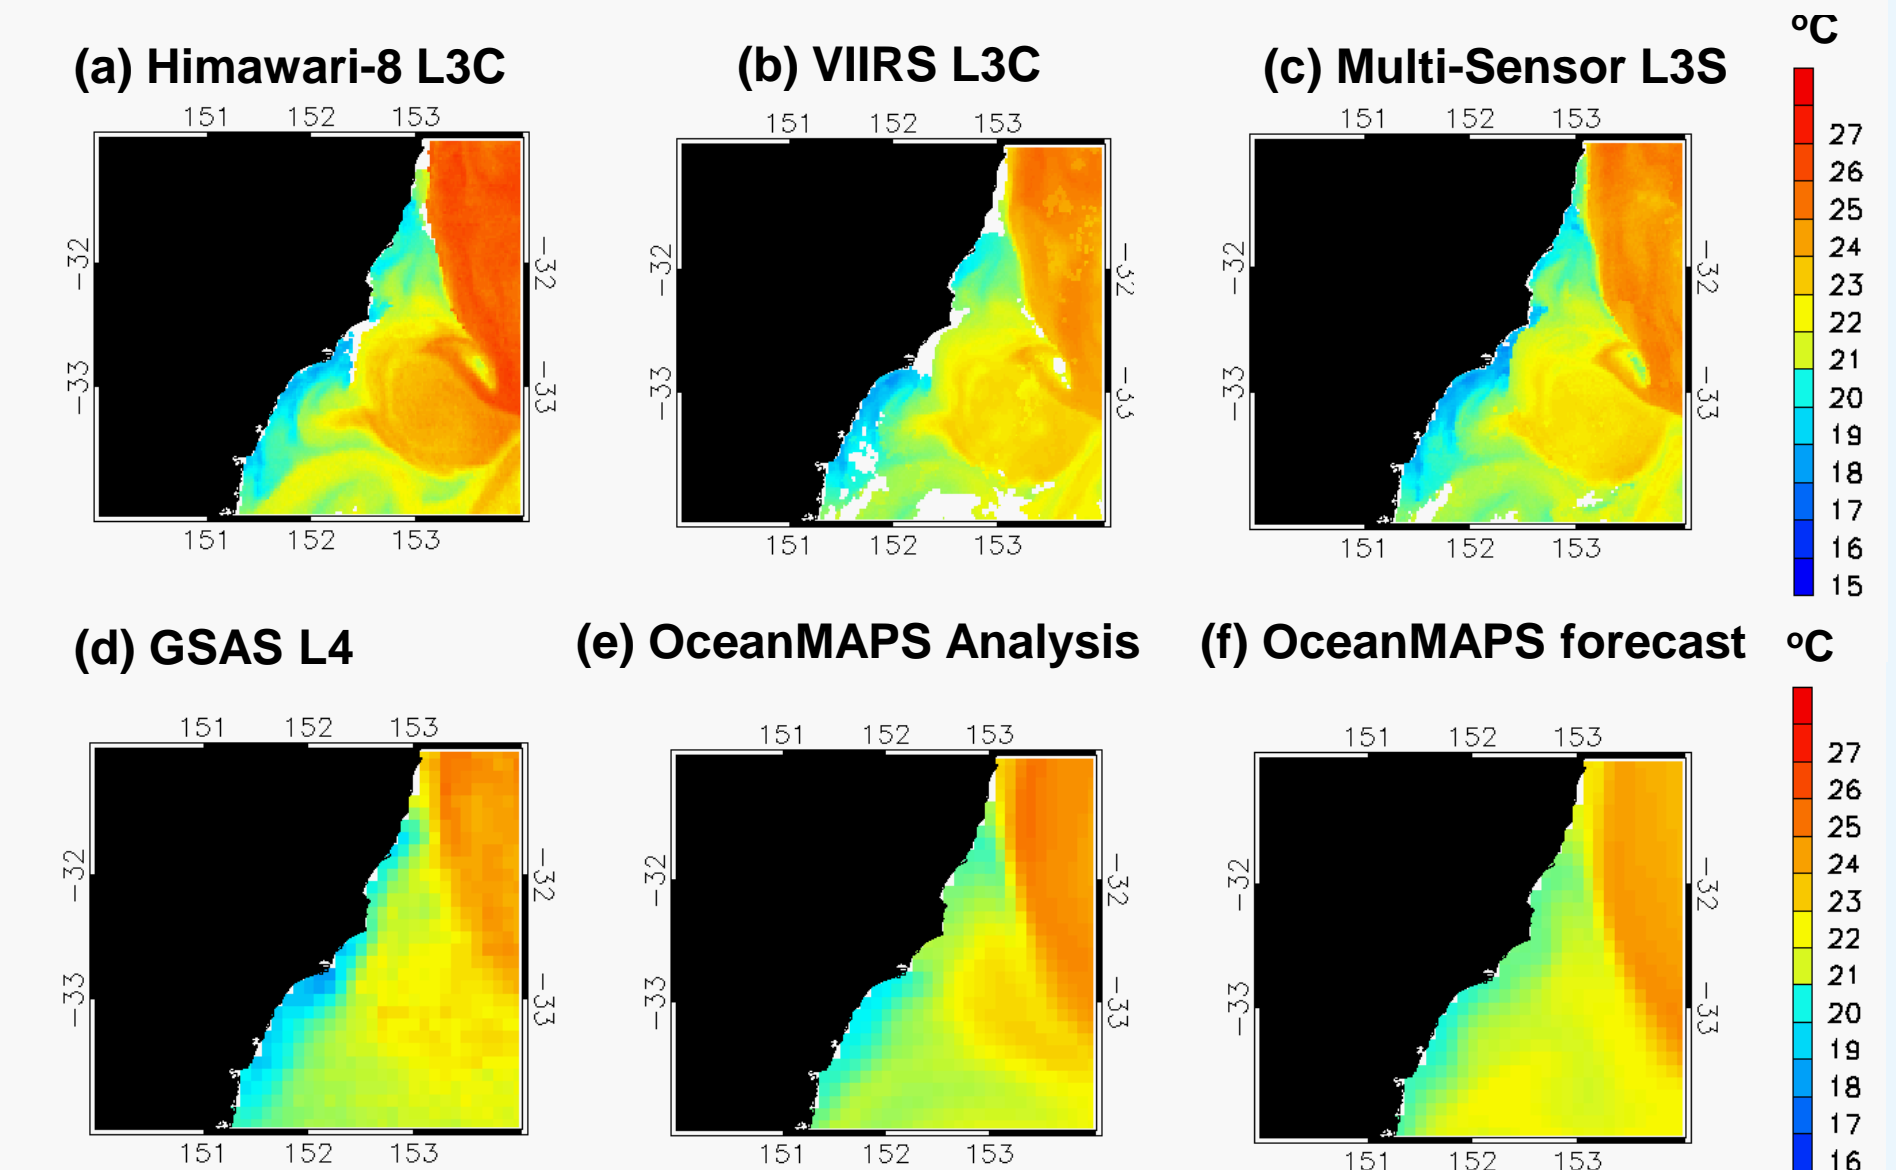 oC
(a) Himawari-8 L3C
(b) VIIRS L3C
(c) Multi-Sensor L3S
151 152 153
151 152 153
151 152 153
-32
-33
-32
-33
-32
-33
-32
-33
-32
-33
-32
-33
151 152 153
151 152 153
151 152 153
27
26
25
24
23
22
21
20
19
18
17
16
15
(d) GSAS L4
(e) OceanMAPS Analysis
(f) OceanMAPS forecast
oC
151 152 153
151 152 153
151 152 153
-32
-33
-32
-33
-32
-33
-32
-33
-32
-33
-32
-33
151 152 153
151 152 153
151 152 153
27
26
25
24
23
22
21
20
19
18
17
16